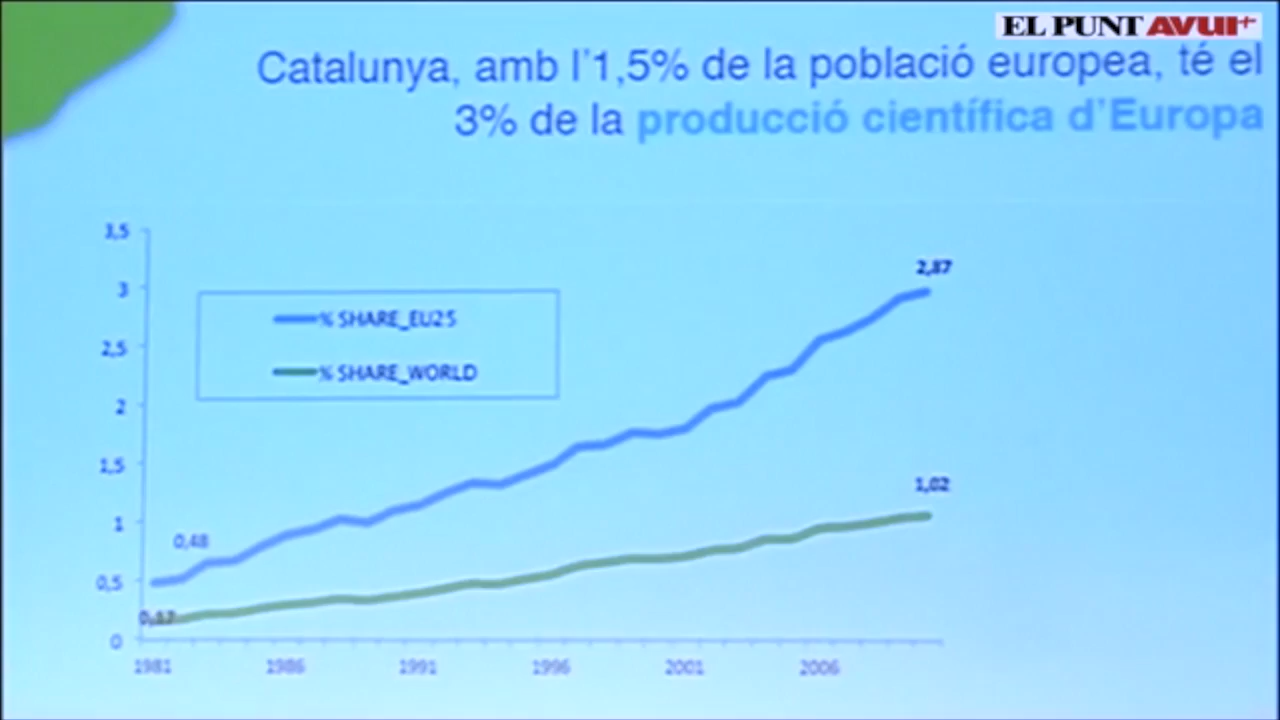 EL PUNT AVUI+
Catalunya, amb l'1,5% de la població europea, té el
3% de la producció científica d'Europa
3,5
3
2,5
2
1,5
1
0,5
0
% SHARE_EU25
% SHARE_WORLD
2,87
1,02
0,48
0,17
1981 1986 1991 1996 2001 2006